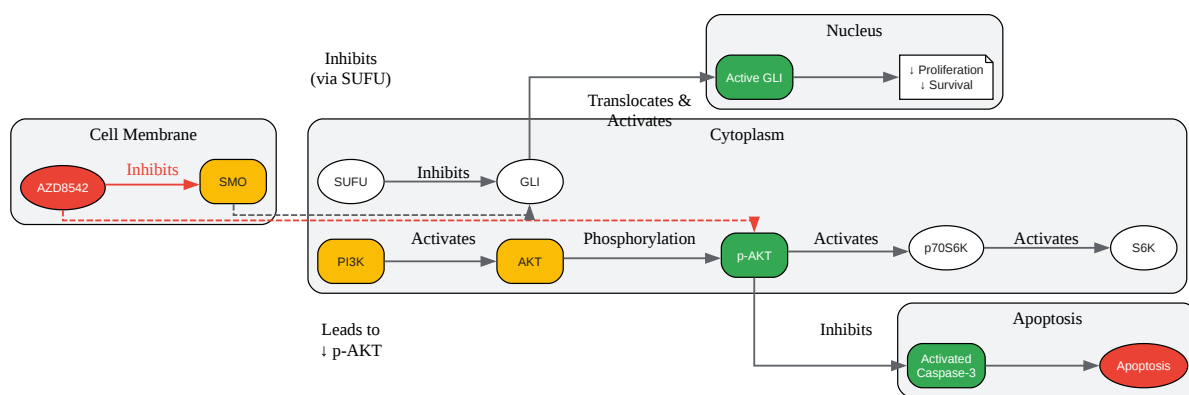 Nucleus
Inhibits
(via SUFU)
Active GLI
↓ Proliferation
↓ Survival
Translocates &
Activates
Cell Membrane
Cytoplasm
AZD8542
Inhibits
SMO
SUFU
Inhibits
GLI
PI3K
Activates
AKT
Phosphorylation
p-AKT
Activates
p70S6K
Activates
S6K
Leads to
↓ p-AKT
Inhibits
Apoptosis
Activated
Caspase-3
Apoptosis